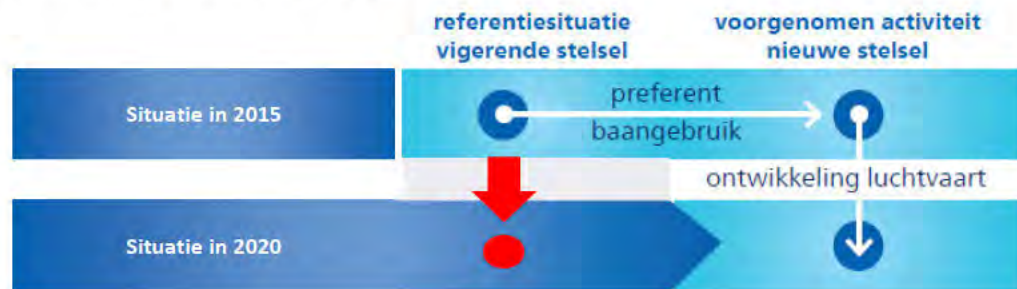 referentiesituatie
vigerende stelsel
voorgenomen activiteit
nieuwe stelsel
Situatie in 2015
preferent
baangebruik
ontwikkeling luchtvaart
Situatie in 2020